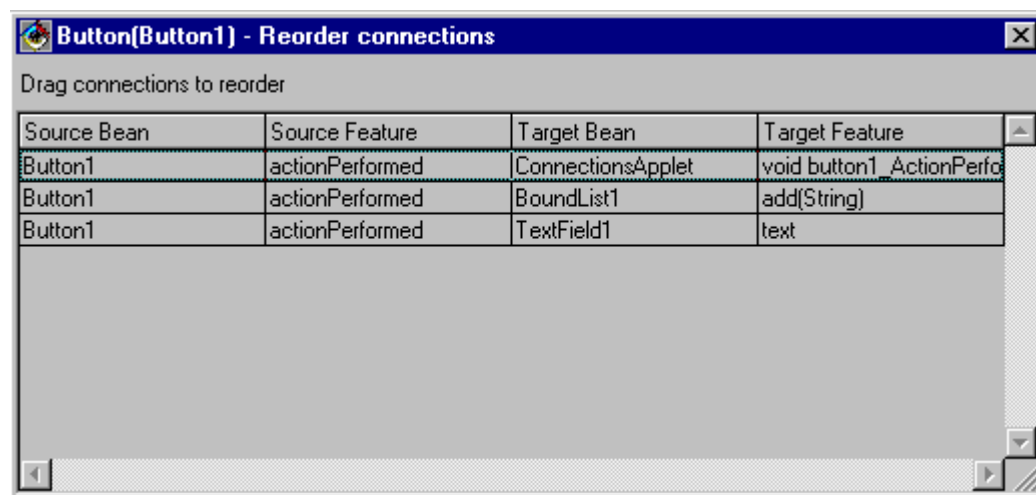 Button(Button1) - Reorder connections
Drag connections to reorder
Source Bean Source Feature Target Bean Target Feature
Button1 actionPerformed ConnectionsApplet void button1_ActionPerfo
Button1 actionPerformed BoundList1 add(String)
Button1 actionPerformed TextField1 text